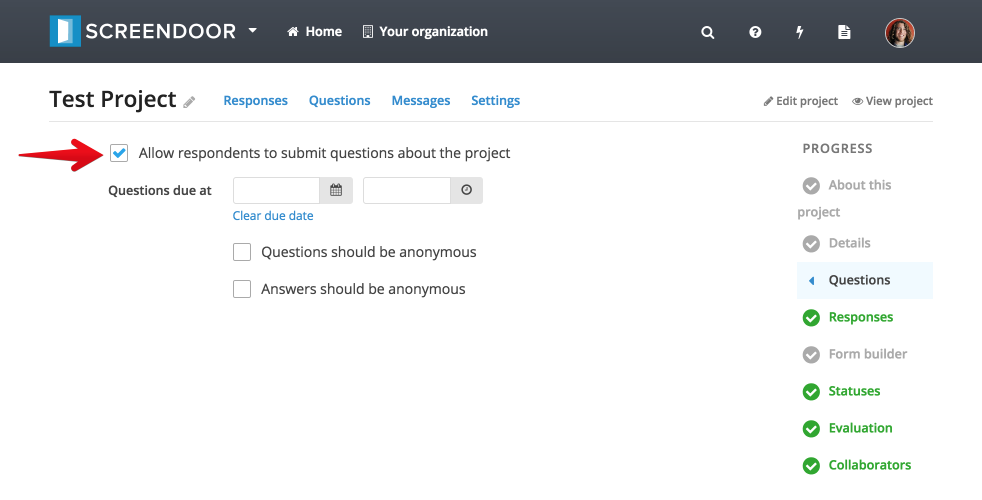 SCREENDOOR Home Your organization
Test Project Responses Questions Messages Settings Edit project View project
Allow respondents to submit questions about the project
Questions due at
Clear due date
Questions should be anonymous
Answers should be anonymous
PROGRESS
About this
project
Details
Questions
Responses
Form builder
Statuses
Evaluation
Collaborators